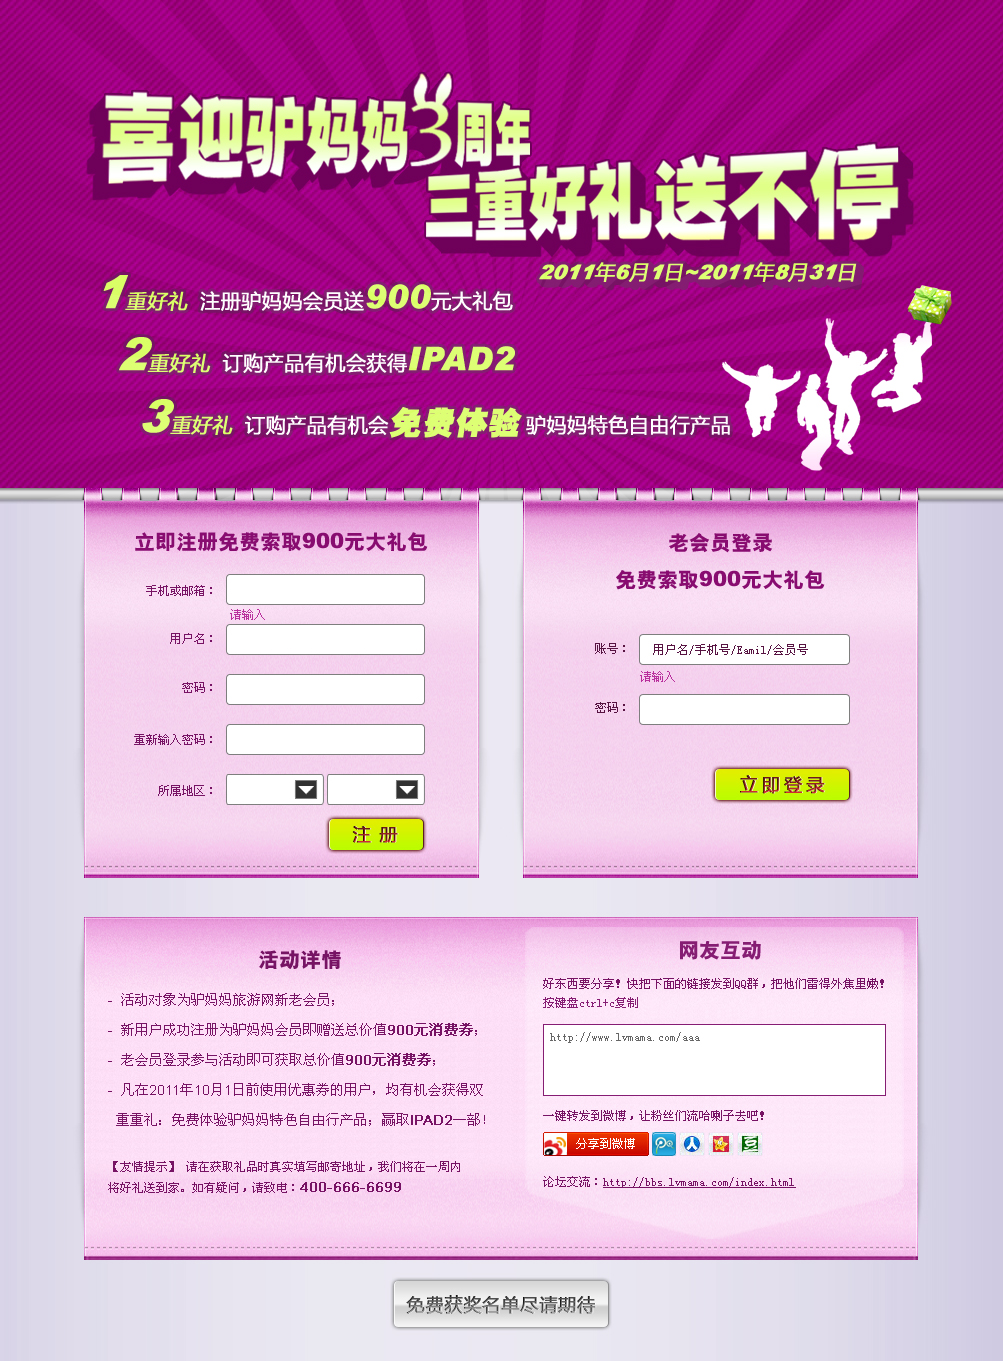 喜迎驴妈妈3周年
三重好礼送不停
2011年6月1日~2011年8月31日
1重好礼 注册驴妈妈会员送900元大礼包
2重好礼 订购产品有机会获得IPAD2
3重好礼 订购产品有机会免费体验驴妈妈特色自由行产品
立即注册免费索取900元大礼包
手机或邮箱：
请输入
用户名：
密码：
重新输入密码：
所属地区：
注 册
老会员登录
免费索取900元大礼包
账号：
用户名/手机号/Eamil/会员号
请输入
密码：
立即登录
活动详情
- 活动对象为驴妈妈旅游网新老会员；
- 新用户成功注册为驴妈妈会员即赠送总价值900元消费券；
- 老会员登录参与活动即可获取总价值900元消费券；
- 凡在2011年10月1日前使用优惠券的用户，均有机会获得双
重重礼：免费体验驴妈妈特色自由行产品；赢取IPAD2一部！
【友情提示】 请在获取礼品时真实填写邮寄地址，我们将在一周内
将好礼送到家。如有疑问，请致电：400-666-6699
网友互动
好东西要分享！快把下面的链接发到QQ群，把他们雷得外焦里嫩！
按键盘ctrl+c复制
http://www.lvmama.com/aaa
一键转发到微博，让粉丝们流哈喇子去吧！
分享到微博
论坛交流：http://bbs.lvmama.com/index.html
免费获奖名单尽请期待